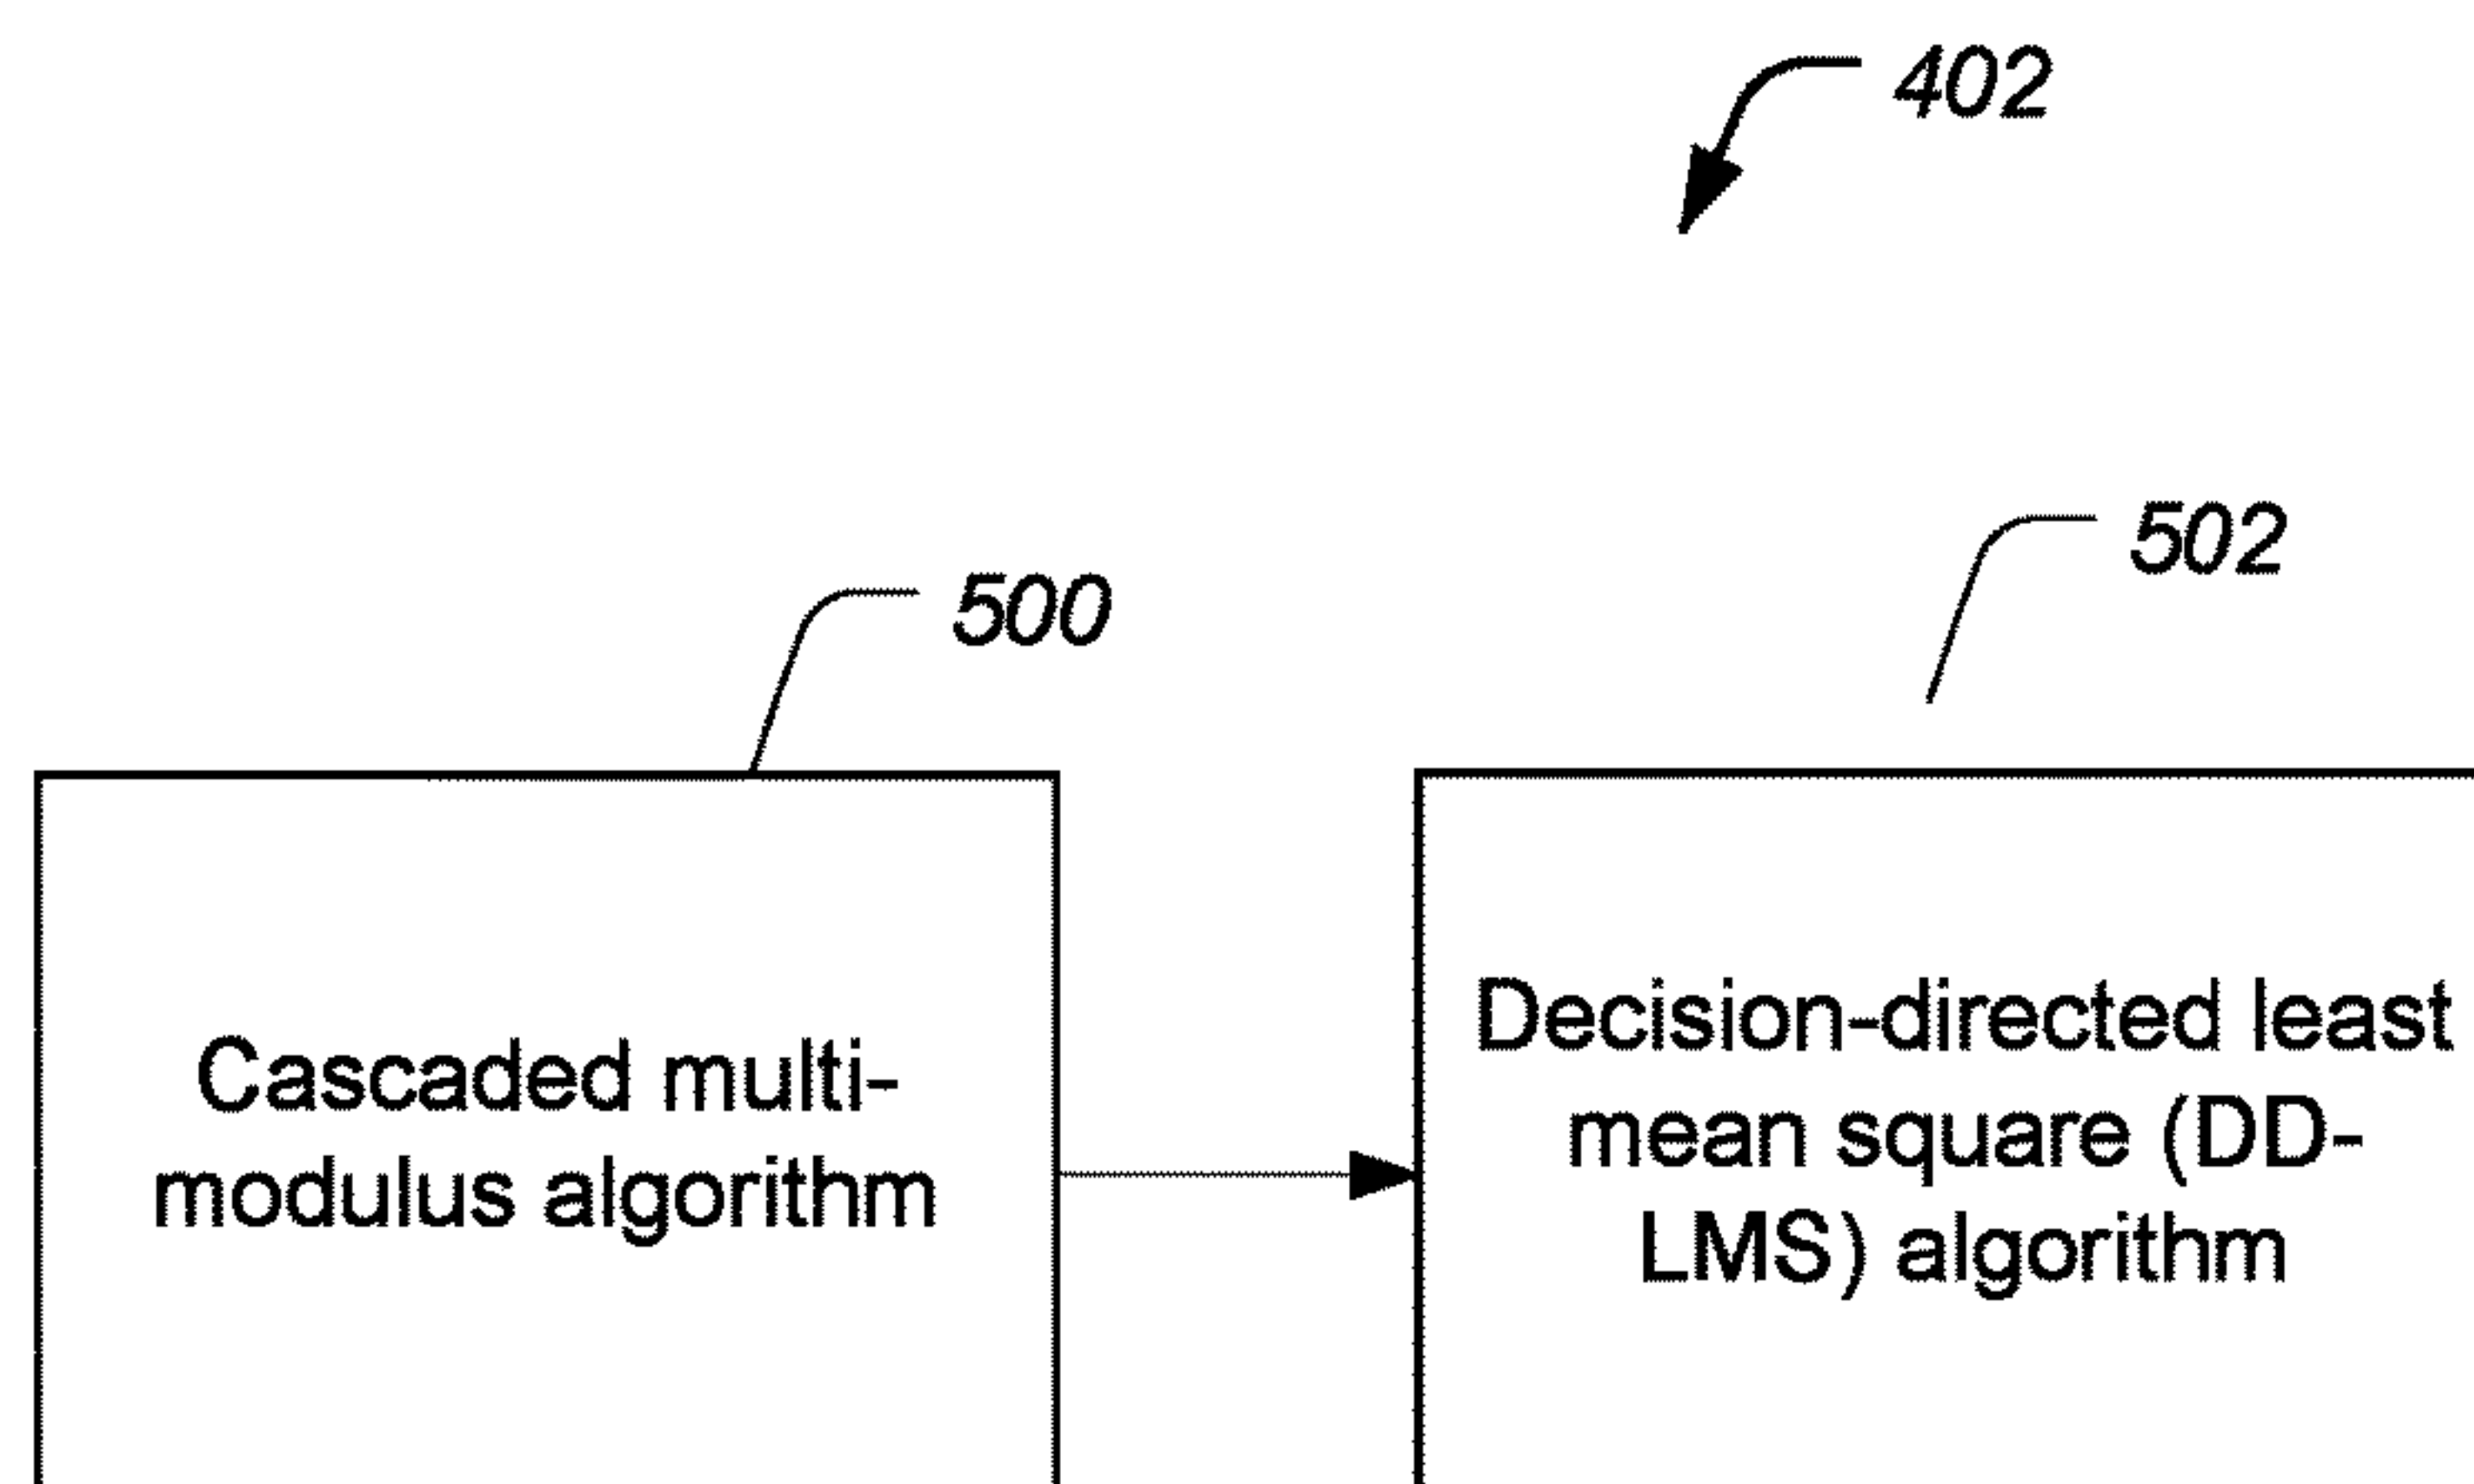 402
502
500
Cascaded multi-
modulus algorithm
Decision-directed least
mean square (DD-
LMS) algorithm